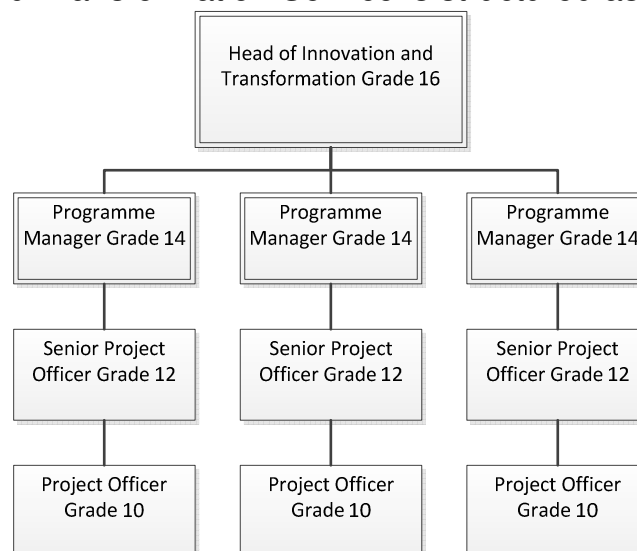 Head of Innovation and
Transformation Grade 16
Programme
Manager Grade 14
Programme
Manager Grade 14
Programme
Manager Grade 14
Senior Project
Officer Grade 12
Senior Project
Officer Grade 12
Senior Project
Officer Grade 12
Project Officer
Grade 10
Project Officer
Grade 10
Project Officer
Grade 10